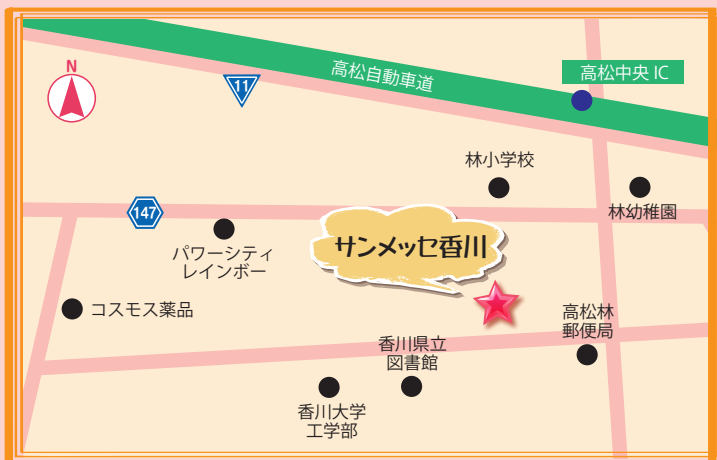 N
11
高松自動車道
高松中央 IC
林小学校
林幼稚園
147
パワーシティ
レインボー
サンメッセ香川
コスモス薬品
高松林
郵便局
香川県立
図書館
香川大学
工学部